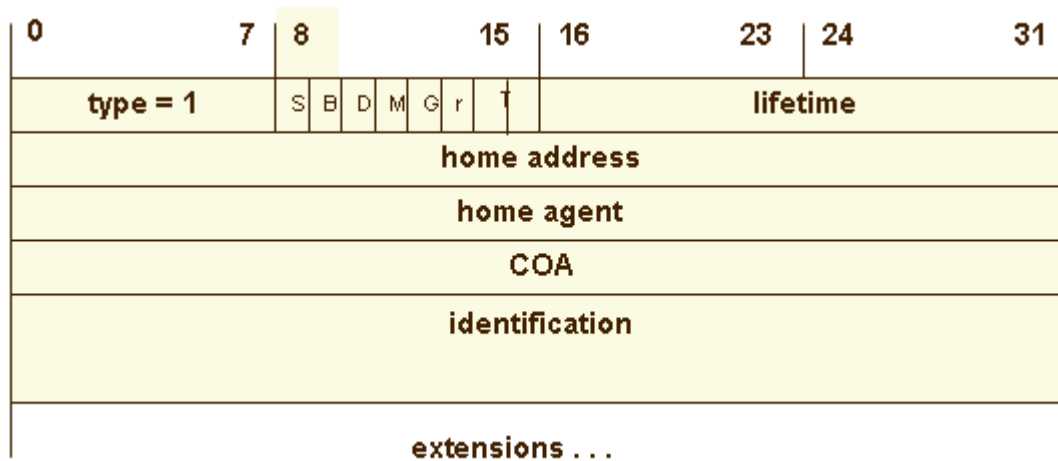 0 7 8 15 16 23 24 31
type = 1 S B D M G r T lifetime
home address
home agent
COA
identification
extensions . . .